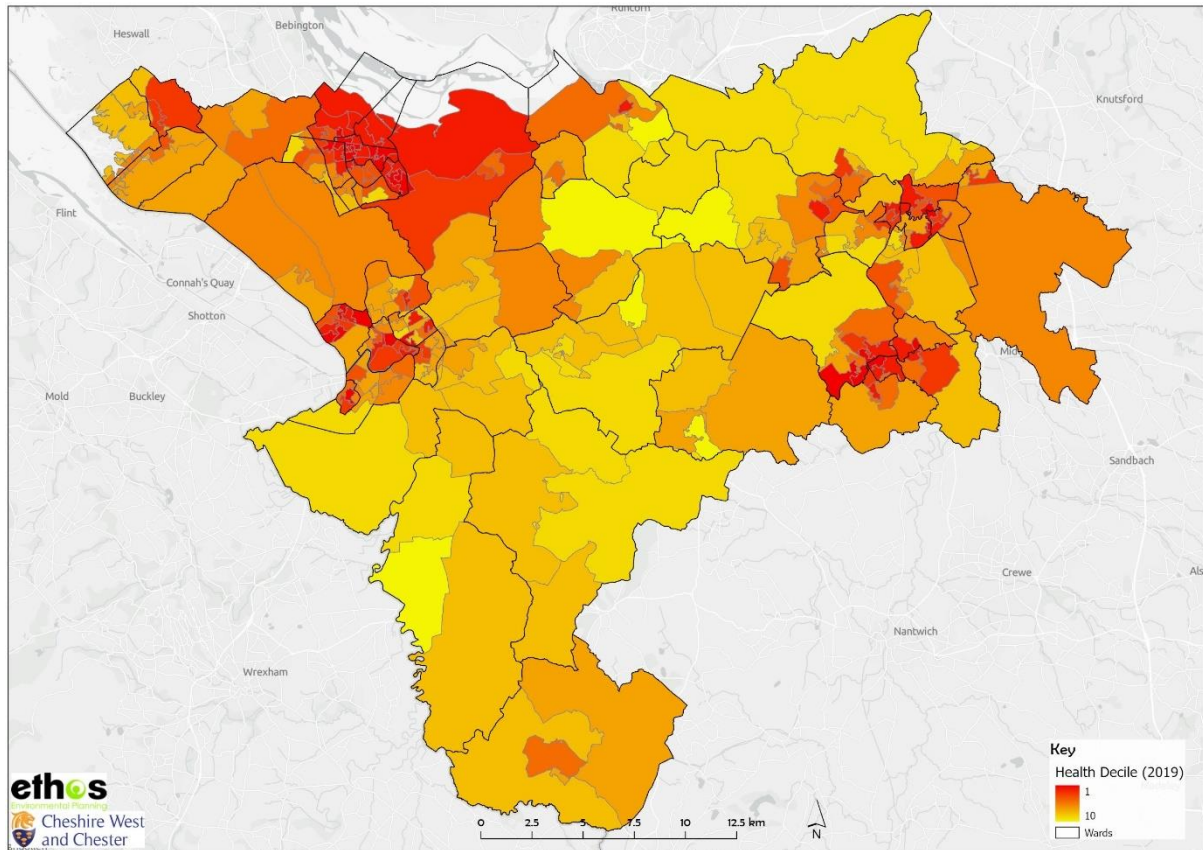 Heswall
Bebington
Runcorn
Knutsford
Flint
Connah's Quay
Shotton
Mold
Buckley
Mid
Sandbach
Crewe
Als
Nantwich
Wrexham
Key
Health Decile (2019)
1
10
Wards
ethos
Environmental Planning
Cheshire West
and Chester
0 2.5 5 7.5 10 12.5 km
N